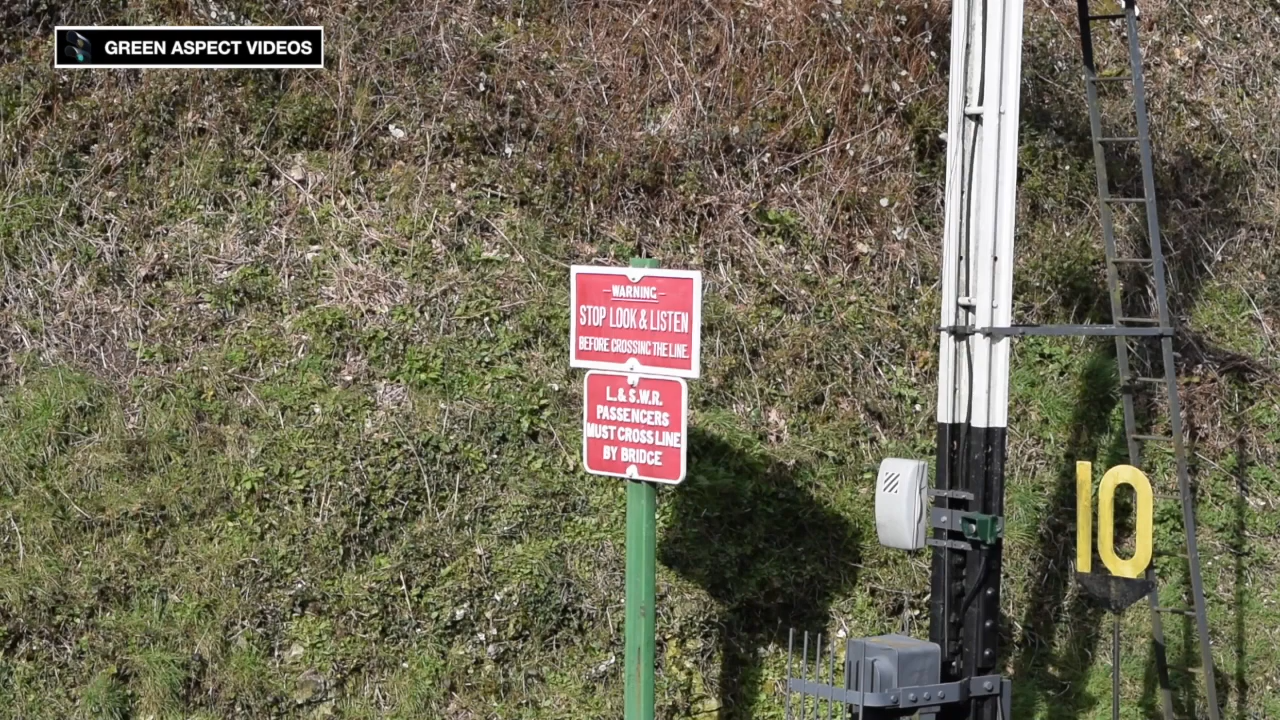 GREEN ASPECT VIDEOS
WARNING
STOP LOOK & LISTEN
BEFORE CROSSING THE LINE.
L. & S.W.R.
PASSENGERS
MUST CROSS LINE
BY BRIDGE
10